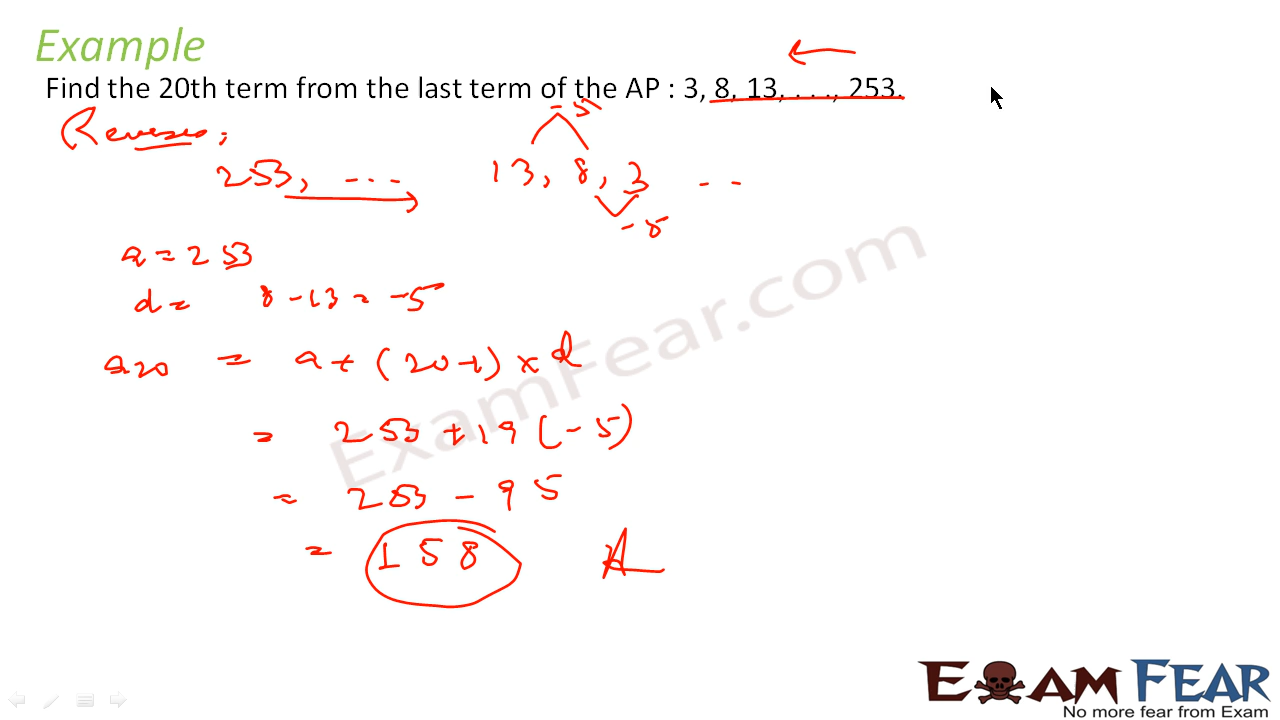 Example
Find the 20th term from the last term of the AP : 3, 8, 13, . . ., 253.
Reverse;
-5
253, ... 13, 8, 3 --
-5
a = 253
d = 8 - 13 = -5
a20 = a + (20-1) × d
= 253 + 19 (-5)
= 253 - 95
= 158 A
ExamFear.com
EXAM FEAR
No more fear from Exam